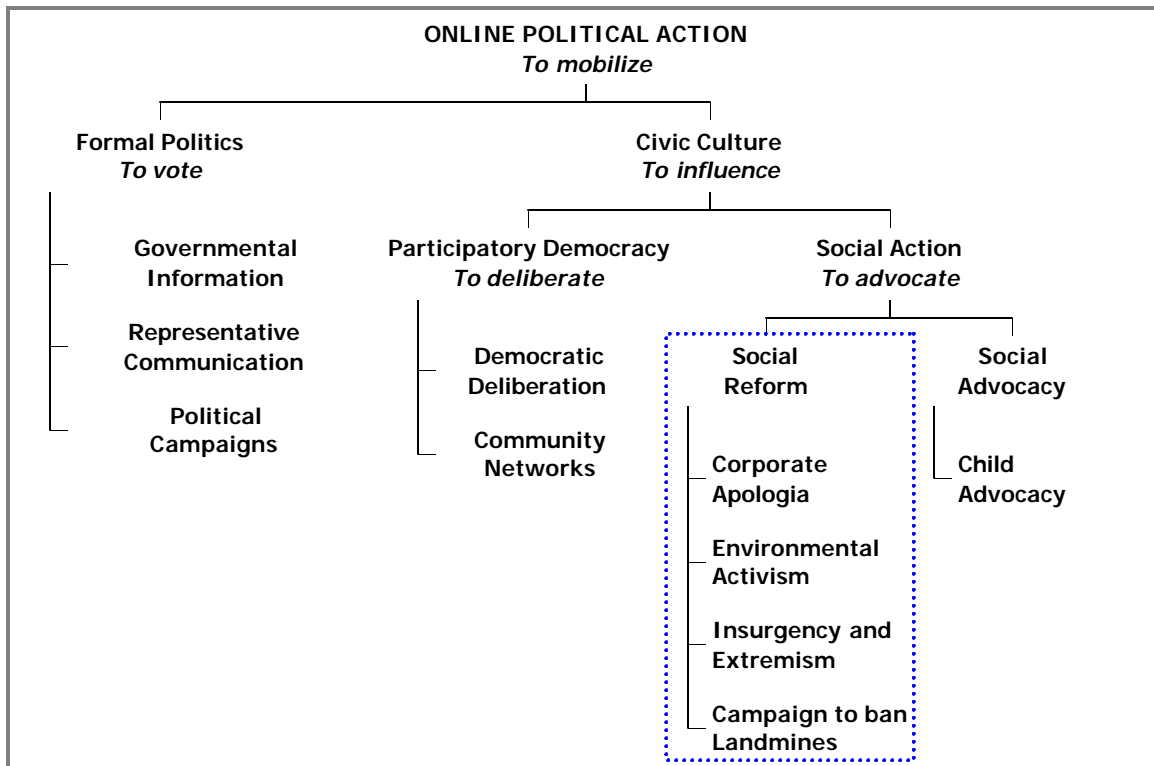 ONLINE POLITICAL ACTION
To mobilize
Formal Politics
To vote
Governmental
Information
Representative
Communication
Political
Campaigns
Civic Culture
To influence
Participatory Democracy
To deliberate
Democratic
Deliberation
Community
Networks
Social Action
To advocate
Social
Reform
Corporate
Apologia
Environmental
Activism
Insurgency and
Extremism
Campaign to ban
Landmines
Social
Advocacy
Child
Advocacy